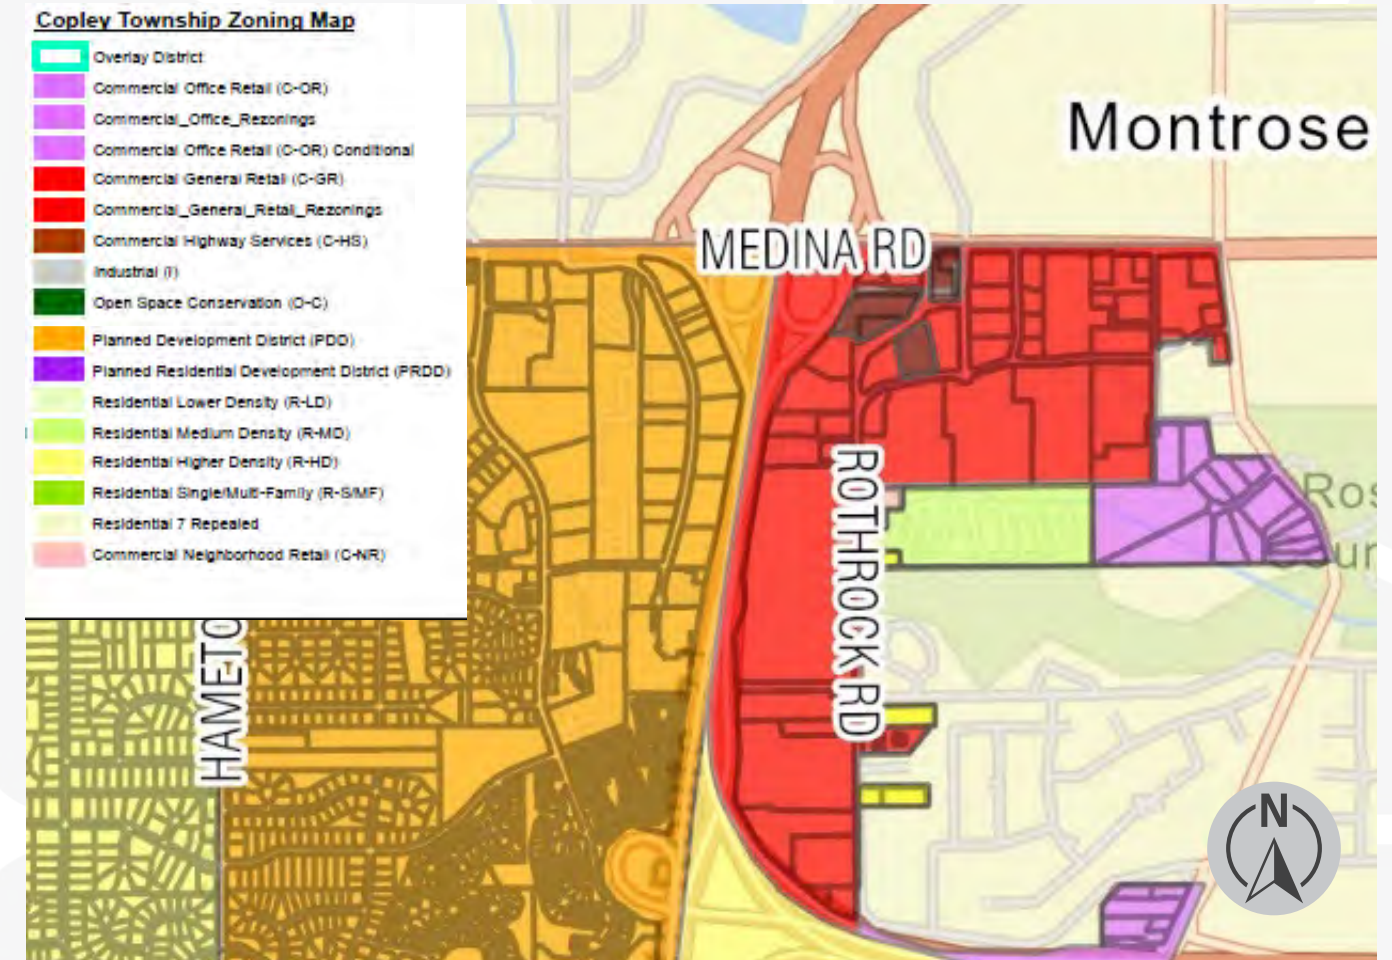 Copley Township Zoning Map
Overlay District
Commercial Office Retail (C-OR)
Commercial_Office_Rezonings
Commercial Office Retail (C-OR) Conditional
Commercial General Retail (C-GR)
Commercial_General_Retail_Rezonings
Commercial Highway Services (C-HS)
Industrial (I)
Open Space Conservation (O-C)
Planned Development District (PDD)
Planned Residential Development District (PRDD)
Residential Lower Density (R-LD)
Residential Medium Density (R-MD)
Residential Higher Density (R-HD)
Residential Single/Multi-Family (R-S/MF)
Residential 7 Repealed
Commercial Neighborhood Retail (C-NR)
Montrose
MEDINA RD
ROTHROCK RD
Ros
Cour
HAMETO
N